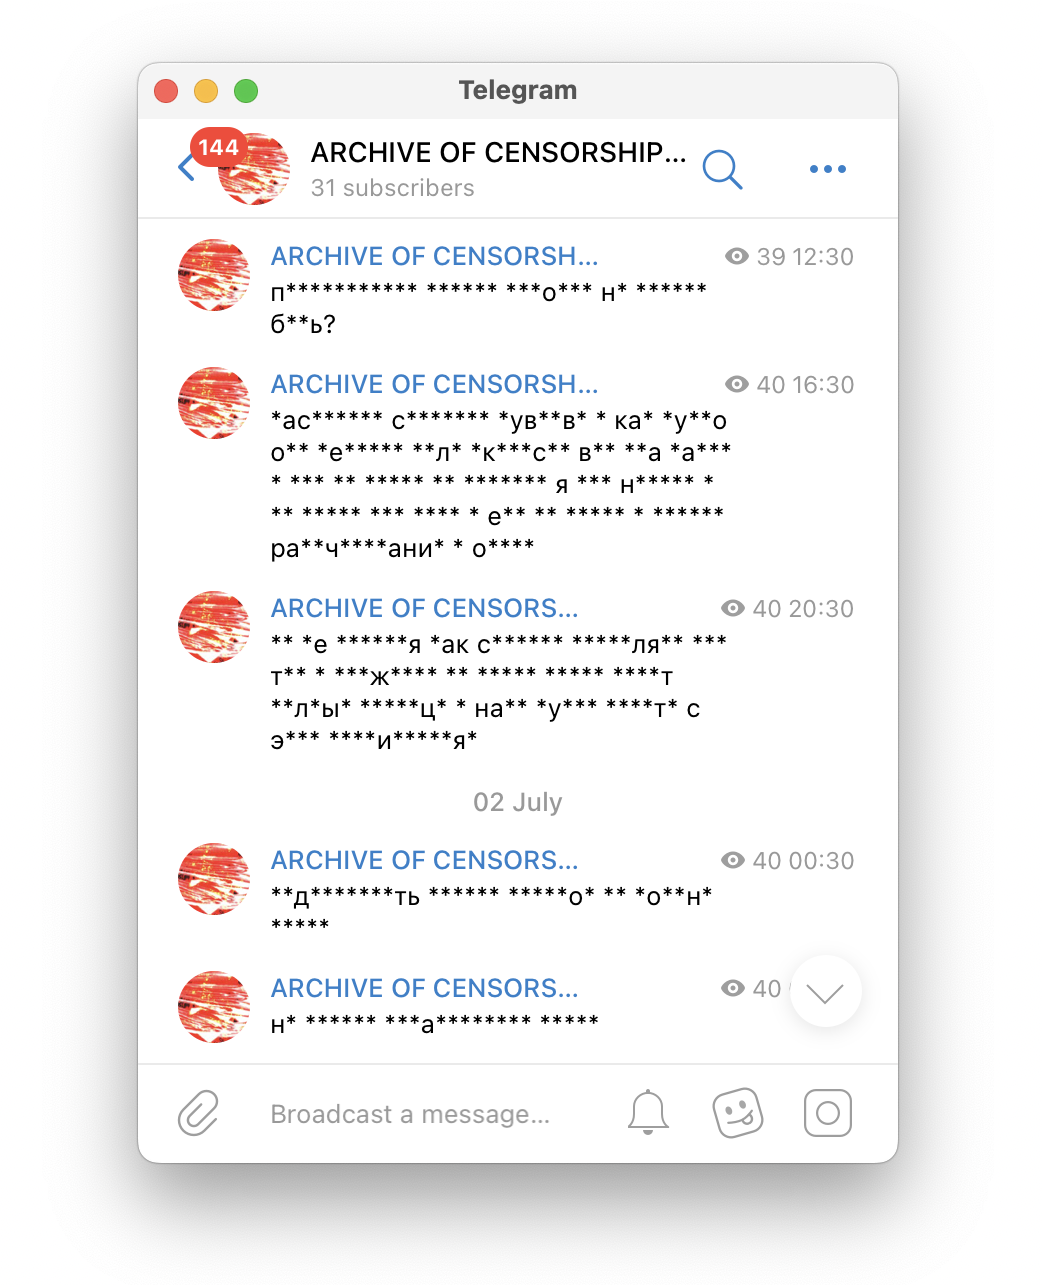 Telegram
144
ARCHIVE OF CENSORSHIP...
31 subscribers
ARCHIVE OF CENSORSH... 39 12:30
п*********** ****** ***о*** н* ******
б**ь?
ARCHIVE OF CENSORSH... 40 16:30
*ас****** с******* *ув**в* * ка* *у**о
о** *е***** **л* *к***с** в** **а *а***
* *** ** ***** ** ******* я *** н***** *
** ***** *** **** * е** ** ***** * ******
ра**ч****ани* * о****
ARCHIVE OF CENSORS... 40 20:30
** *е ******я *ак с****** *****ля** ***
т** * ***ж**** ** ***** ***** ****т
**л*ы* *****ц* * на** *у*** ****т* с
э*** ****и*****я*
02 July
ARCHIVE OF CENSORS... 40 00:30
**д*******ть ****** *****о* ** *о**н*
*****
ARCHIVE OF CENSORS... 40
н* ****** ***а******** *****
Broadcast a message...